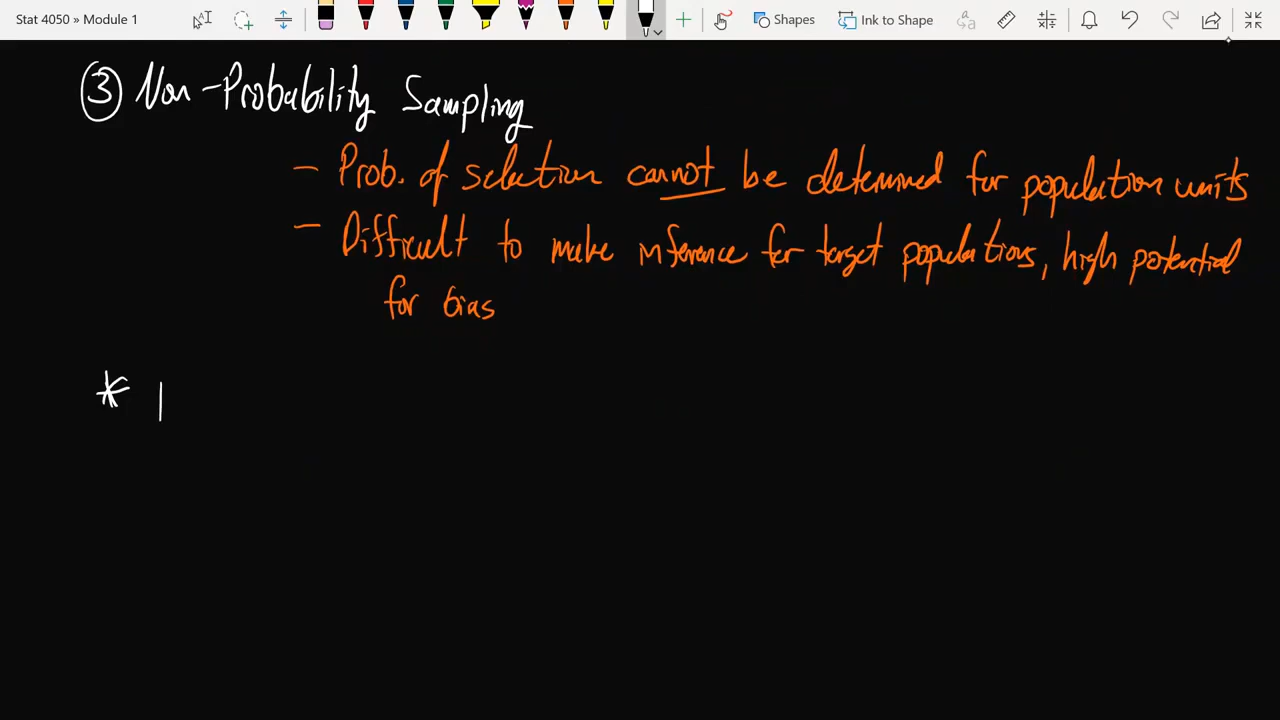 Stat 4050 » Module 1
Shapes
Ink to Shape
③ Non-Probability Sampling
- Prob. of selection cannot be determined for population units
- Difficult to make inference for target populations, high potential
for bias
*